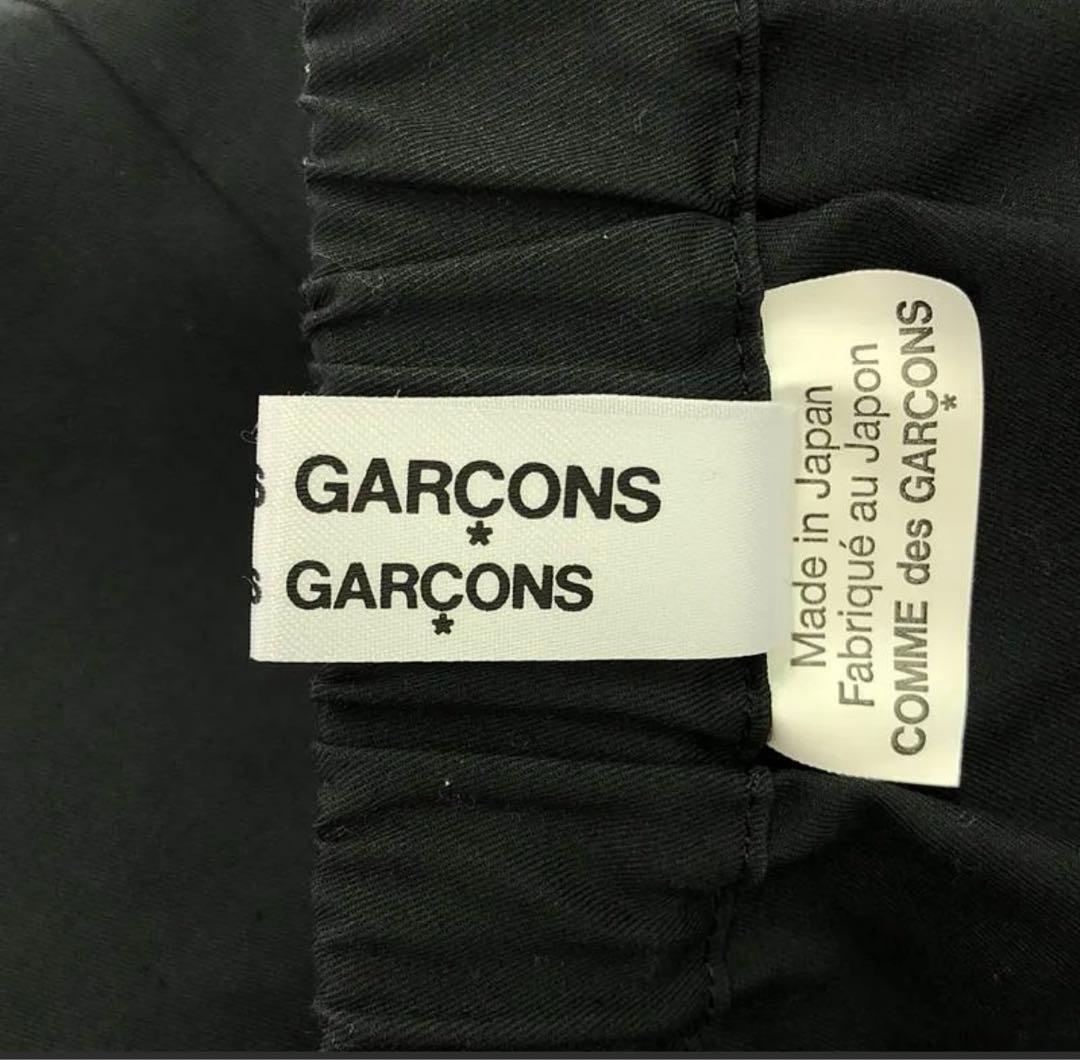 S GARÇONS
S GARÇONS
Made in Japan
Fabriqué au Japon
COMME des GARÇONS